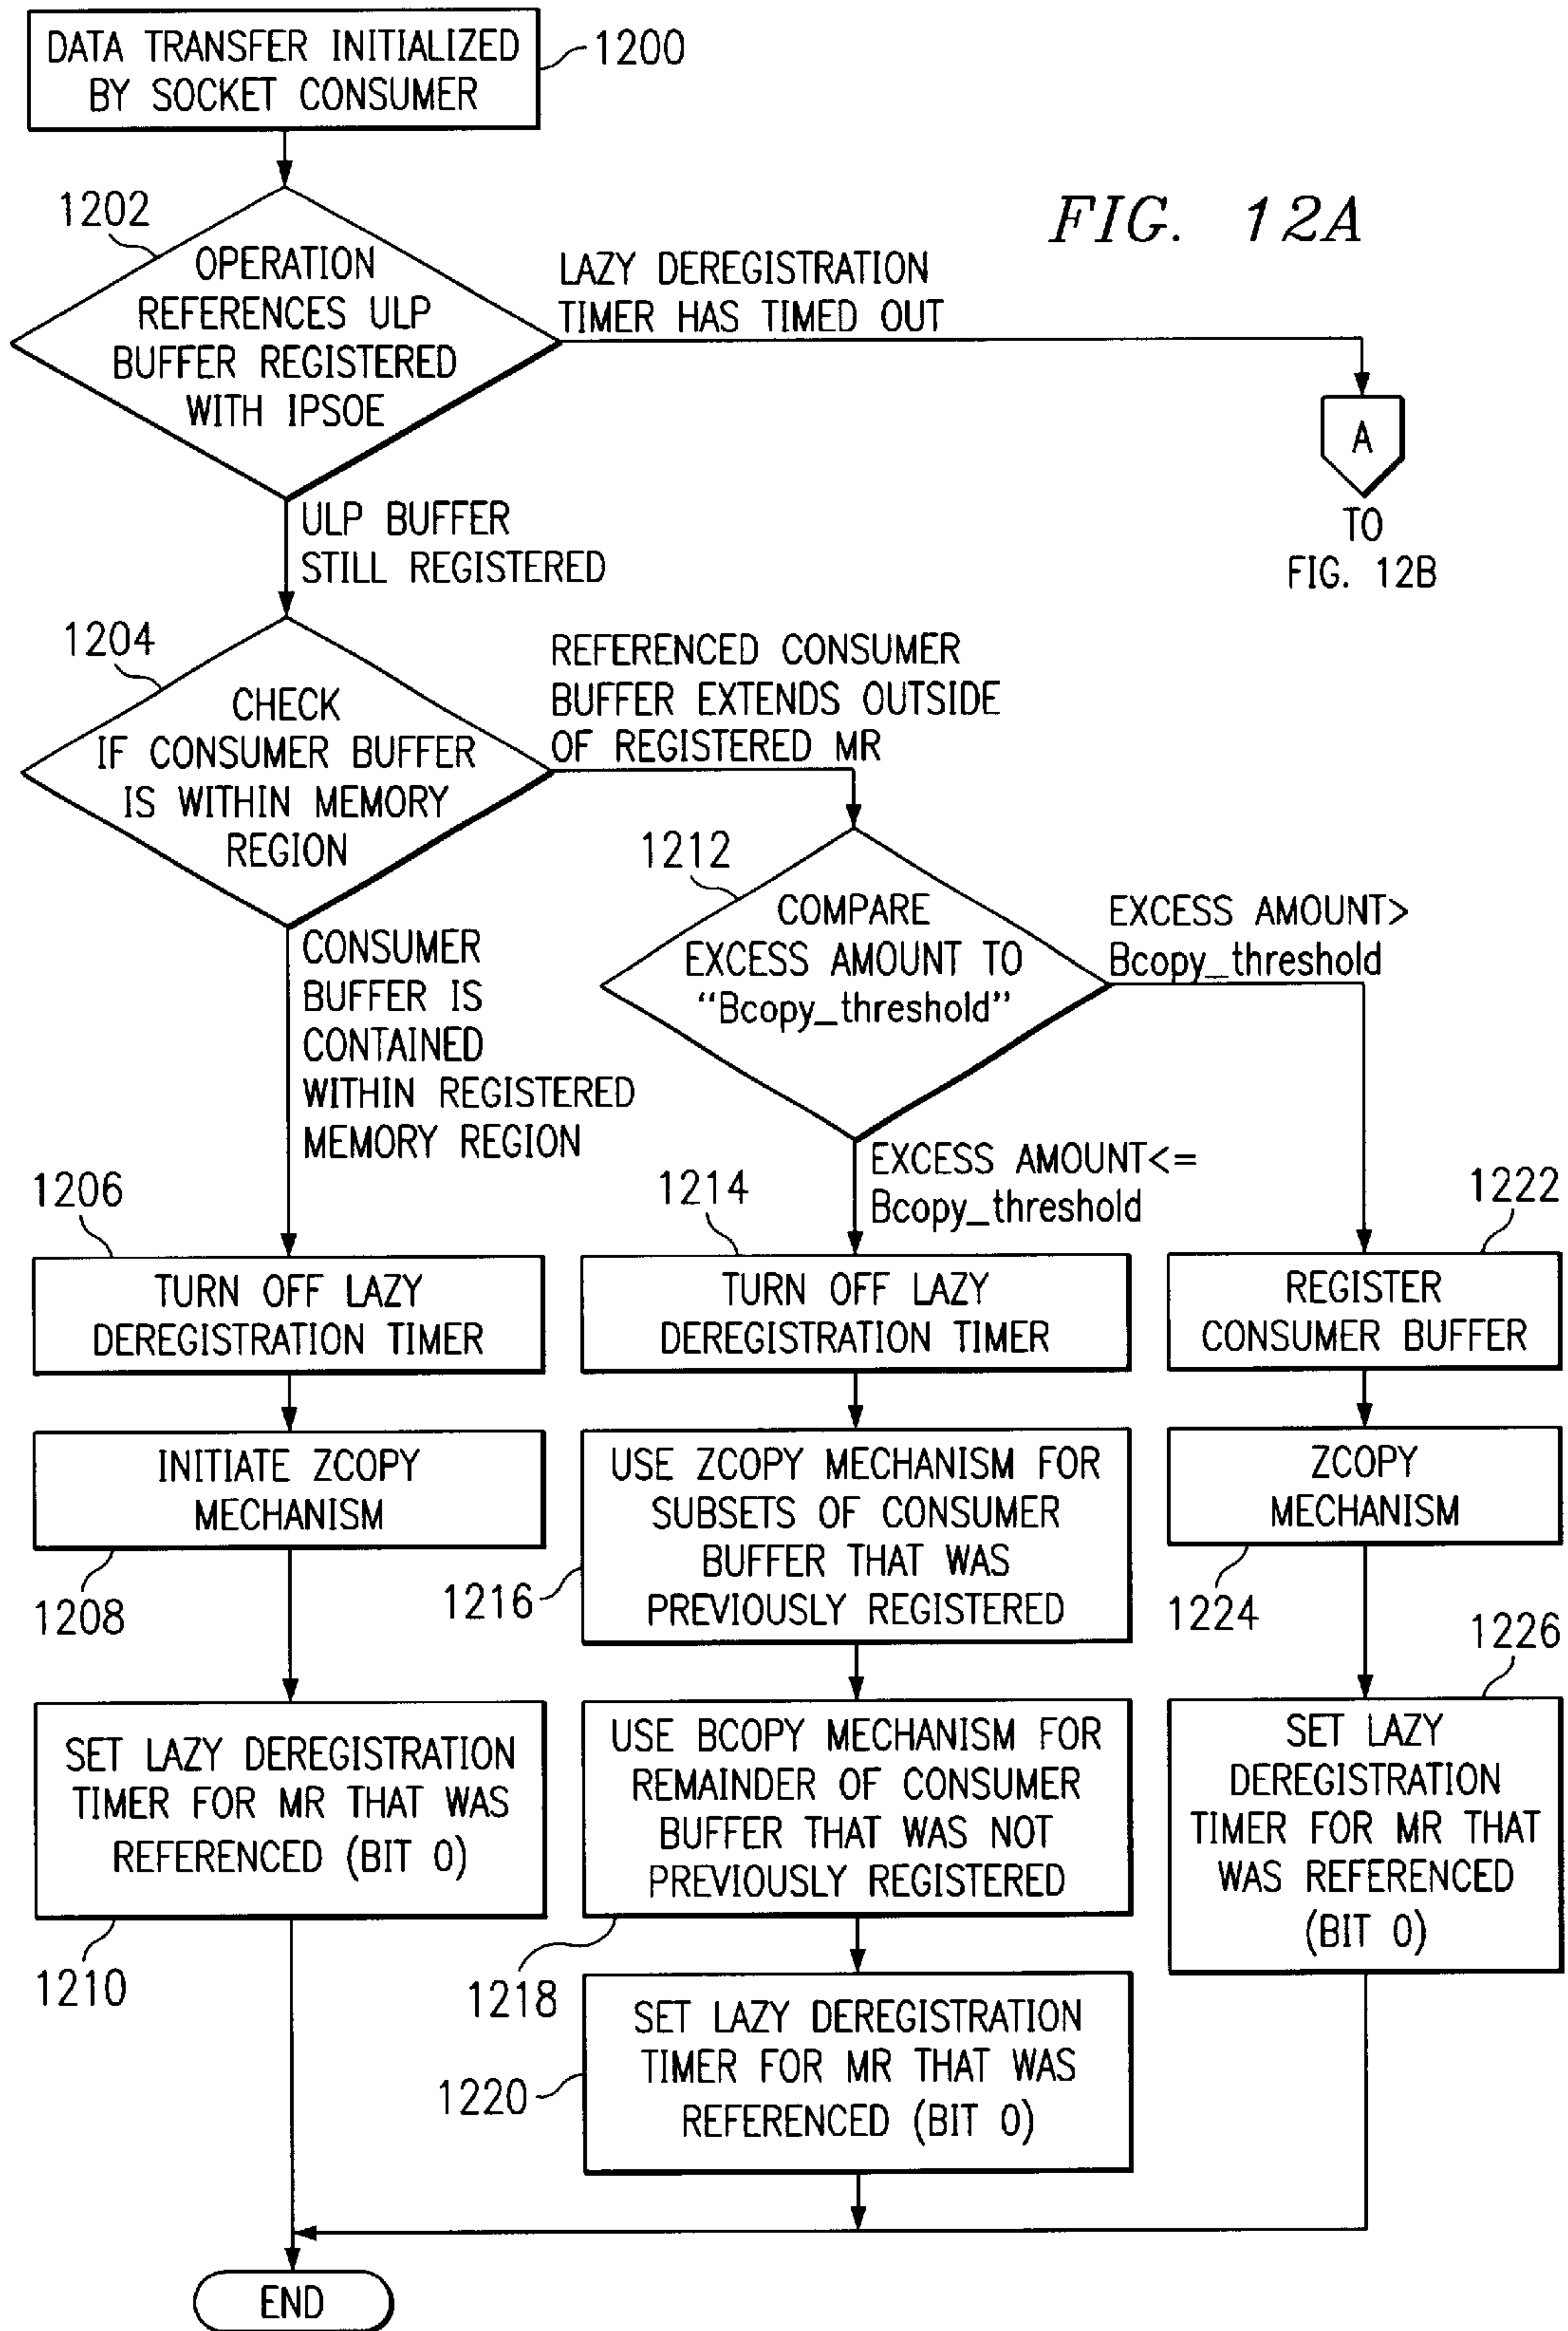 DATA TRANSFER INITIALIZED
BY SOCKET CONSUMER
1200
FIG. 12A
1202
OPERATION
REFERENCES ULP
BUFFER REGISTERED
WITH IPSOE
LAZY DEREGISTRATION
TIMER HAS TIMED OUT
A
TO
FIG. 12B
ULP BUFFER
STILL REGISTERED
1204
CHECK
IF CONSUMER BUFFER
IS WITHIN MEMORY
REGION
REFERENCED CONSUMER
BUFFER EXTENDS OUTSIDE
OF REGISTERED MR
1212
COMPARE
EXCESS AMOUNT TO
“Bcopy_threshold”
EXCESS AMOUNT>
Bcopy_threshold
CONSUMER
BUFFER IS
CONTAINED
WITHIN REGISTERED
MEMORY REGION
EXCESS AMOUNT<=
Bcopy_threshold
1206
TURN OFF LAZY
DEREGISTRATION TIMER
1214
TURN OFF LAZY
DEREGISTRATION TIMER
1222
REGISTER
CONSUMER BUFFER
INITIATE ZCOPY
MECHANISM
1208
USE ZCOPY MECHANISM FOR
SUBSETS OF CONSUMER
BUFFER THAT WAS
PREVIOUSLY REGISTERED
1216
ZCOPY
MECHANISM
1224
SET LAZY DEREGISTRATION
TIMER FOR MR THAT WAS
REFERENCED (BIT 0)
1210
USE BCOPY MECHANISM FOR
REMAINDER OF CONSUMER
BUFFER THAT WAS NOT
PREVIOUSLY REGISTERED
1218
1226
SET LAZY
DEREGISTRATION
TIMER FOR MR THAT
WAS REFERENCED
(BIT 0)
SET LAZY DEREGISTRATION
TIMER FOR MR THAT WAS
REFERENCED (BIT 0)
1220
END